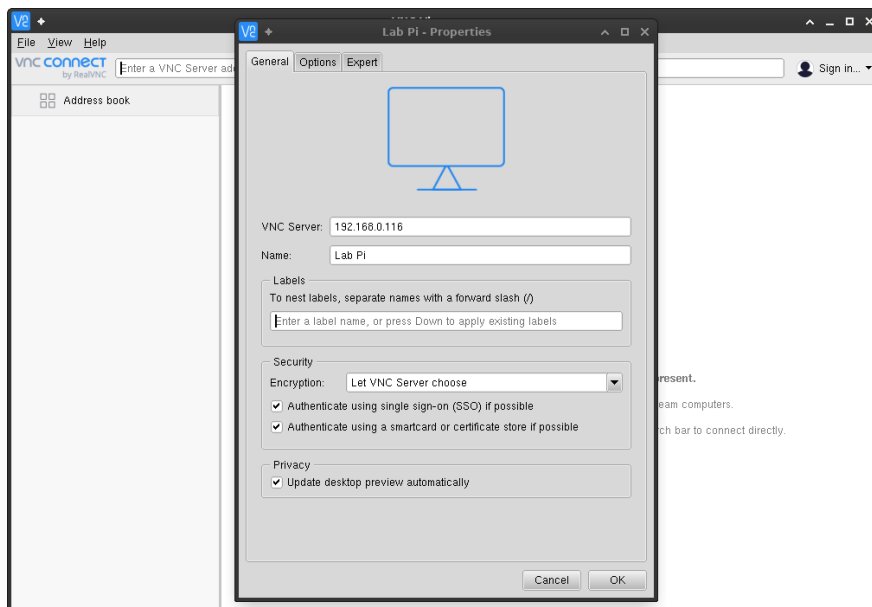 Lab Pi - Properties
File View Help
vnc connect
by RealVNC
Enter a VNC Server ad
Sign in...
Address book
General Options Expert
VNC Server: 192.168.0.116
Name: Lab Pi
Labels
To nest labels, separate names with a forward slash (/)
Enter a label name, or press Down to apply existing labels
Security
Encryption: Let VNC Server choose
Authenticate using single sign-on (SSO) if possible
Authenticate using a smartcard or certificate store if possible
Privacy
Update desktop preview automatically
Cancel OK
present.
eam computers.
rch bar to connect directly.